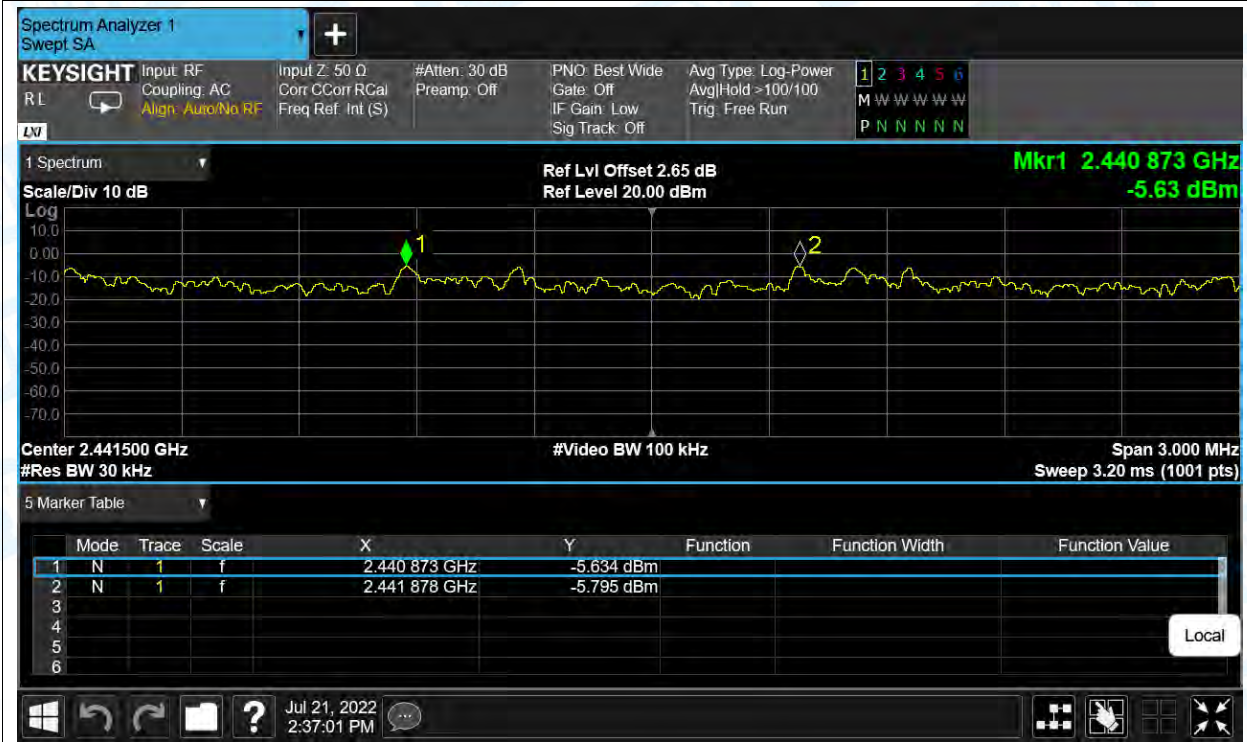 Spectrum Analyzer 1
Swept SA
KEYSIGHT
R L
LXI
Input: RF
Coupling: AC
Align: Auto/No RF
Input Z: 50 Ω
Corr CCorr RCal
Freq Ref: Int (S)
#Atten: 30 dB
Preamp: Off
PNO: Best Wide
Gate: Off
IF Gain: Low
Sig Track: Off
Avg Type: Log-Power
Avg|Hold >100/100
Trig: Free Run
1 2 3 4 5 6
M W W W W W
P N N N N N
1 Spectrum
Scale/Div 10 dB
Ref Lvl Offset 2.65 dB
Ref Level 20.00 dBm
Mkr1 2.440 873 GHz
-5.63 dBm
Log
10.0
0.00
-10.0
-20.0
-30.0
-40.0
-50.0
-60.0
-70.0
1
2
Center 2.441500 GHz
#Video BW 100 kHz
Span 3.000 MHz
#Res BW 30 kHz
Sweep 3.20 ms (1001 pts)
5 Marker Table
Mode Trace Scale X Y Function Function Width Function Value
1 N 1 f 2.440 873 GHz -5.634 dBm
2 N 1 f 2.441 878 GHz -5.795 dBm
3
4
5
6
Local
?
Jul 21, 2022
2:37:01 PM